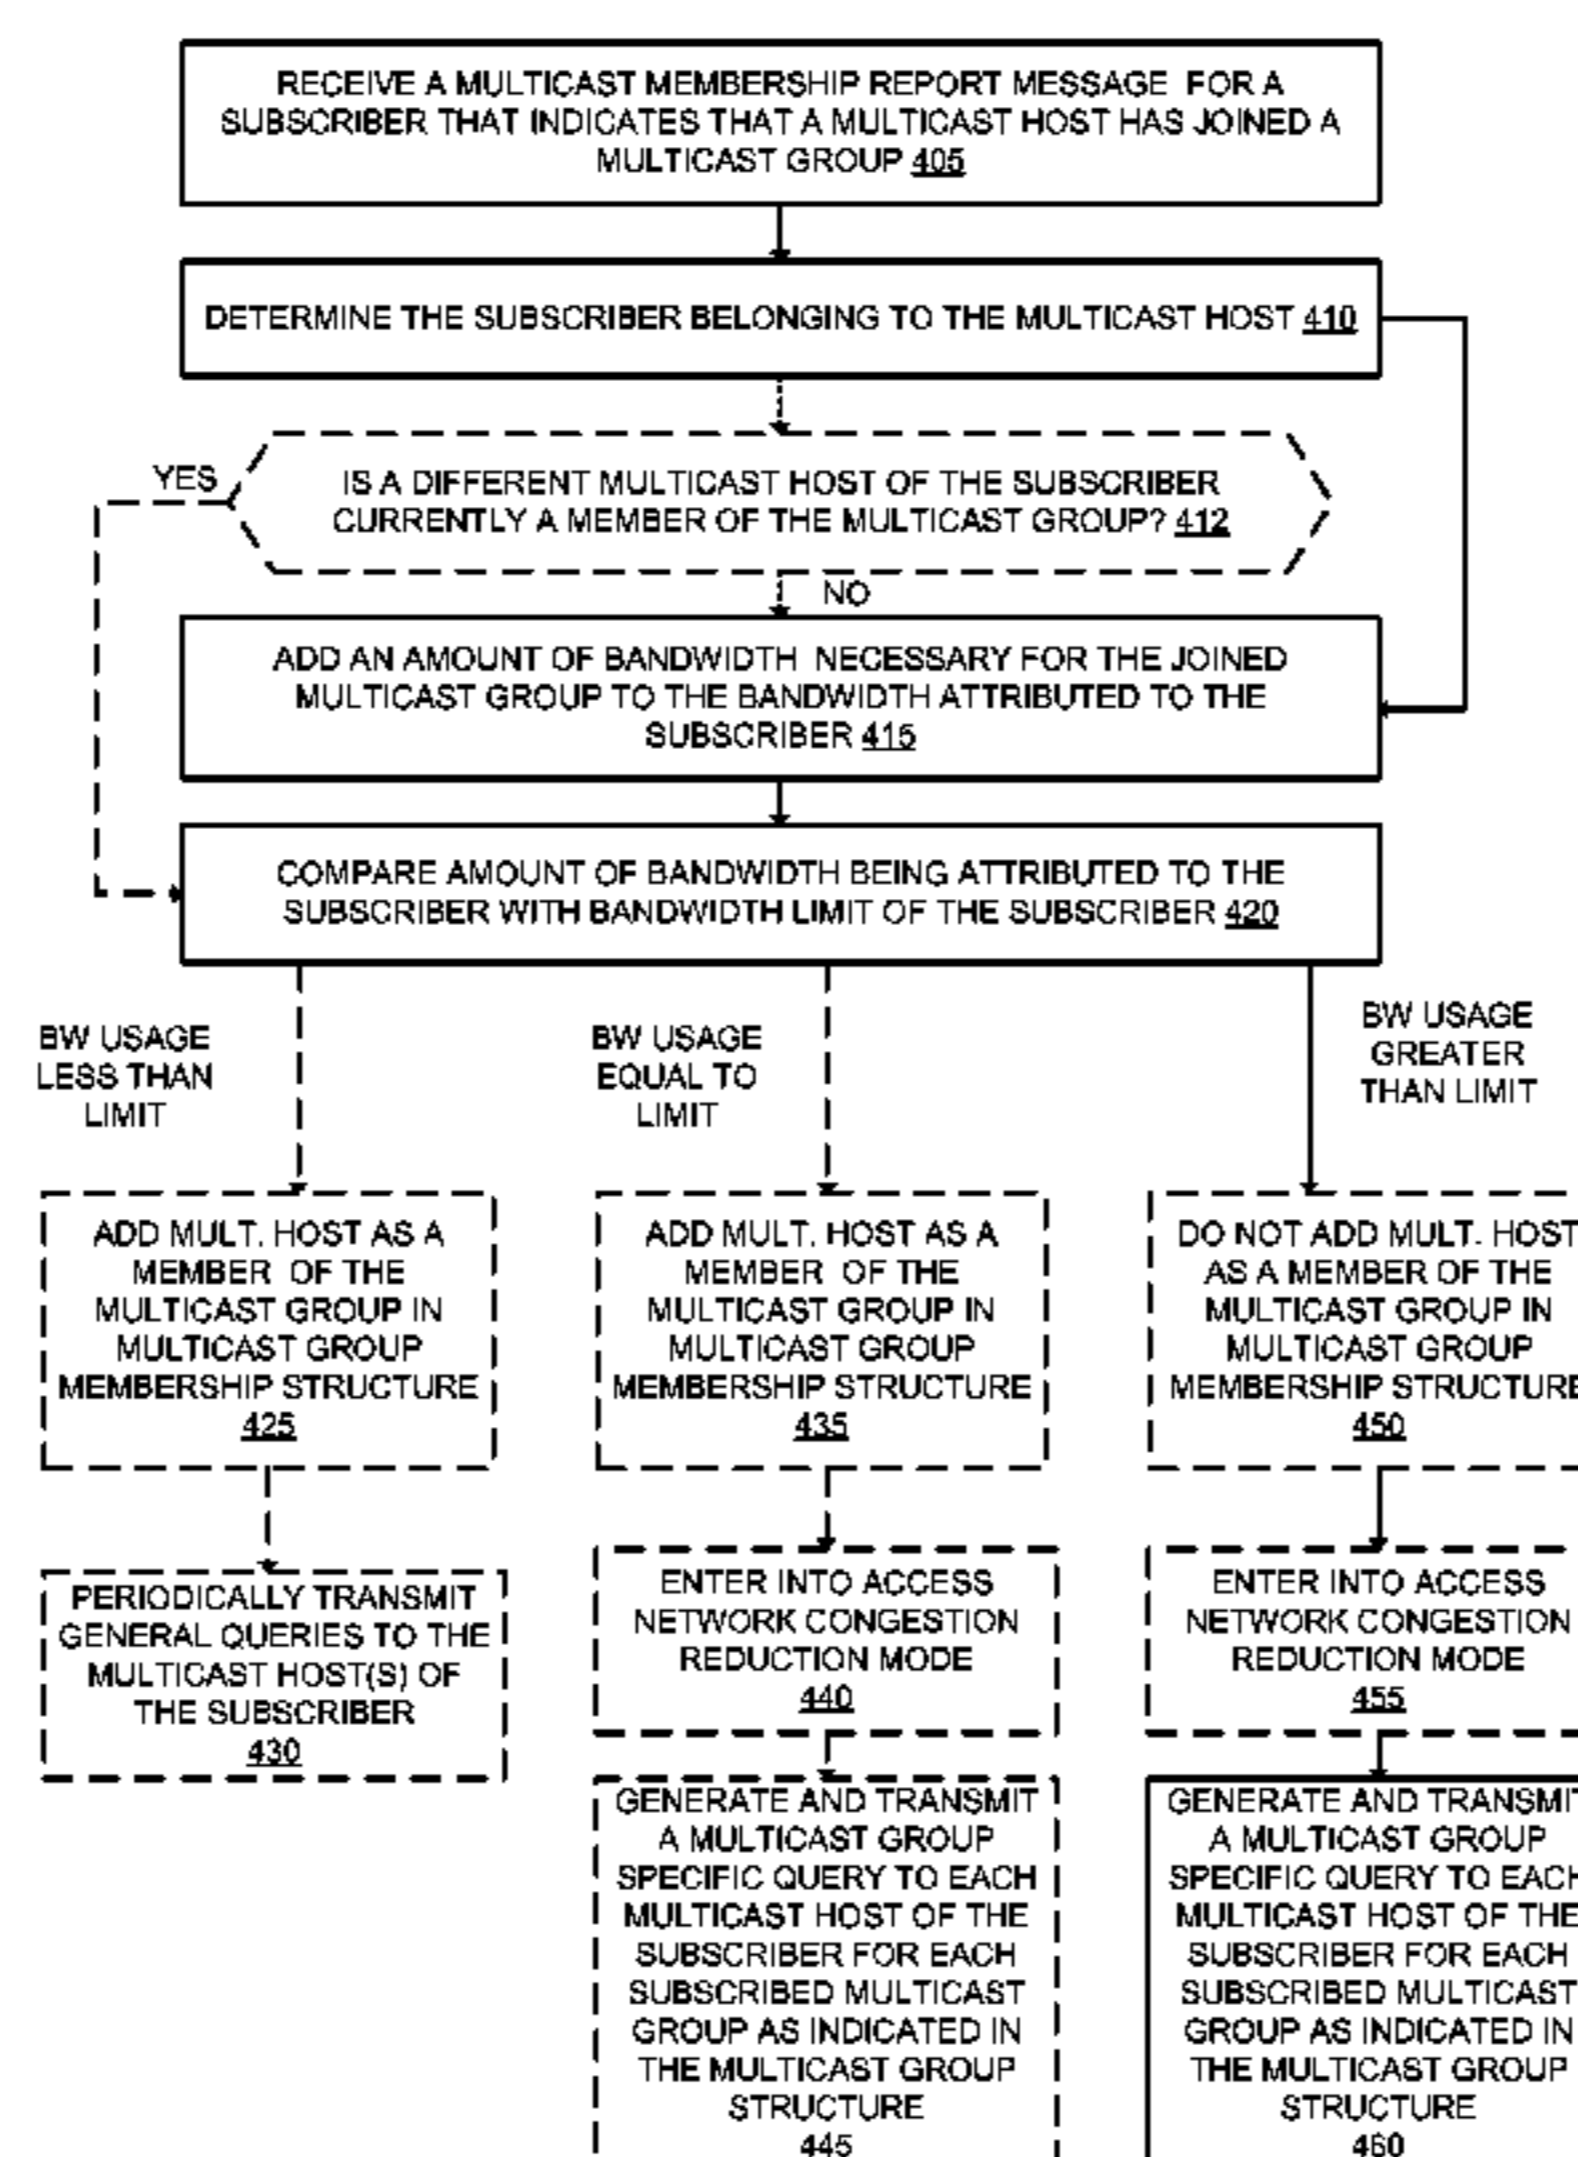 RECEIVE A MULTICAST MEMBERSHIP REPORT MESSAGE FOR A
SUBSCRIBER THAT INDICATES THAT A MULTICAST HOST HAS JOINED A
MULTICAST GROUP 405
DETERMINE THE SUBSCRIBER BELONGING TO THE MULTICAST HOST 410
YES
IS A DIFFERENT MULTICAST HOST OF THE SUBSCRIBER
CURRENTLY A MEMBER OF THE MULTICAST GROUP? 412
NO
ADD AN AMOUNT OF BANDWIDTH NECESSARY FOR THE JOINED
MULTICAST GROUP TO THE BANDWIDTH ATTRIBUTED TO THE
SUBSCRIBER 415
COMPARE AMOUNT OF BANDWIDTH BEING ATTRIBUTED TO THE
SUBSCRIBER WITH BANDWIDTH LIMIT OF THE SUBSCRIBER 420
BW USAGE
LESS THAN
LIMIT
BW USAGE
EQUAL TO
LIMIT
BW USAGE
GREATER
THAN LIMIT
ADD MULT. HOST AS A
MEMBER OF THE
MULTICAST GROUP IN
MULTICAST GROUP
MEMBERSHIP STRUCTURE
425
ADD MULT. HOST AS A
MEMBER OF THE
MULTICAST GROUP IN
MULTICAST GROUP
MEMBERSHIP STRUCTURE
435
DO NOT ADD MULT. HOST
AS A MEMBER OF THE
MULTICAST GROUP IN
MULTICAST GROUP
MEMBERSHIP STRUCTURE
450
PERIODICALLY TRANSMIT
GENERAL QUERIES TO THE
MULTICAST HOST(S) OF
THE SUBSCRIBER
430
ENTER INTO ACCESS
NETWORK CONGESTION
REDUCTION MODE
440
ENTER INTO ACCESS
NETWORK CONGESTION
REDUCTION MODE
455
GENERATE AND TRANSMIT
A MULTICAST GROUP
SPECIFIC QUERY TO EACH
MULTICAST HOST OF THE
SUBSCRIBER FOR EACH
SUBSCRIBED MULTICAST
GROUP AS INDICATED IN
THE MULTICAST GROUP
STRUCTURE
445
GENERATE AND TRANSMIT
A MULTICAST GROUP
SPECIFIC QUERY TO EACH
MULTICAST HOST OF THE
SUBSCRIBER FOR EACH
SUBSCRIBED MULTICAST
GROUP AS INDICATED IN
THE MULTICAST GROUP
STRUCTURE
460